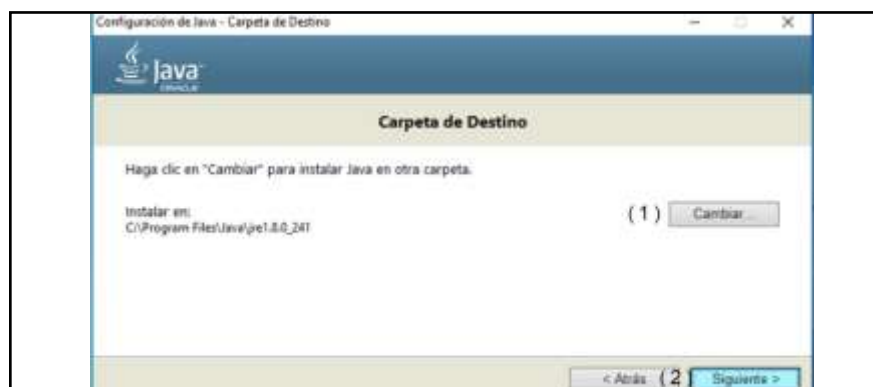 Configuración de Java - Carpeta de Destino
Java
ORACLE
Carpeta de Destino
Haga clic en "Cambiar" para instalar Java en otra carpeta.
Instalar en:
C:\Program Files\Java\jre1.8.0_241
(1) Cambiar...
< Atrás (2) Siguiente >